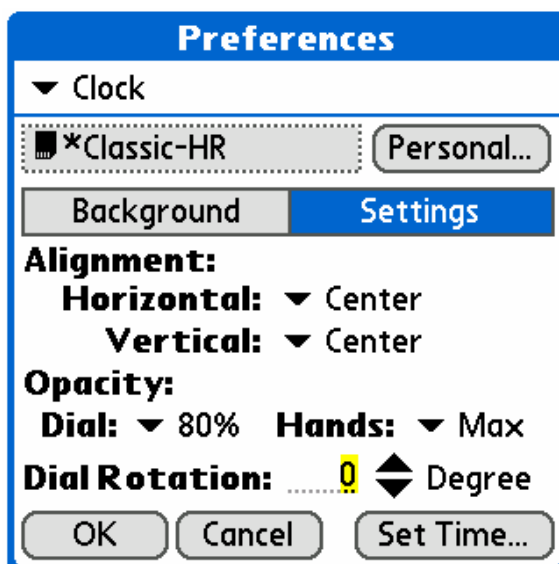 Preferences
Clock
*Classic-HR Personal...
Background Settings
Alignment:
Horizontal: Center
Vertical: Center
Opacity:
Dial: 80% Hands: Max
Dial Rotation: 0 Degree
OK Cancel Set Time...